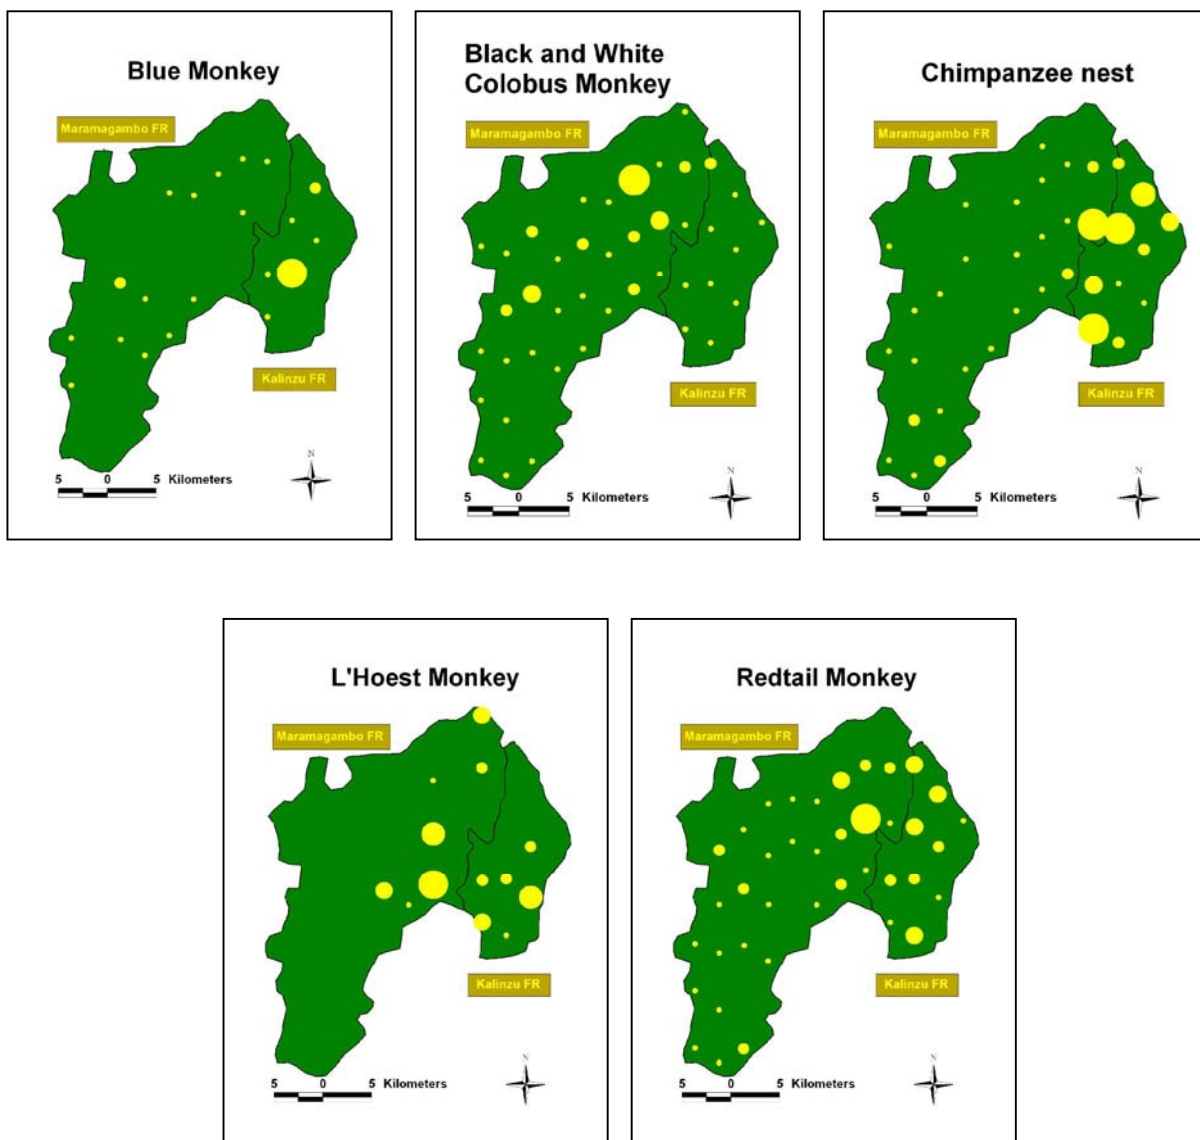 Blue Monkey
Maramagambo FR
Kalinzu FR
N
5 0 5 Kilometers
Black and White
Colobus Monkey
Maramagambo FR
Kalinzu FR
N
5 0 5 Kilometers
Chimpanzee nest
Maramagambo FR
Kalinzu FR
N
5 0 5 Kilometers
L'Hoest Monkey
Maramagambo FR
Kalinzu FR
N
5 0 5 Kilometers
Redtail Monkey
Maramagambo FR
Kalinzu FR
N
5 0 5 Kilometers